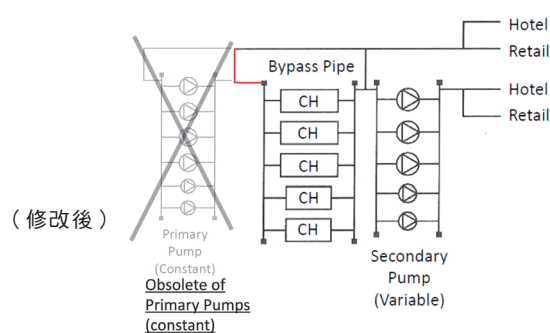 Hotel
Retail
Bypass Pipe
Hotel
Retail
CH
CH
CH
CH
CH
（修改後）
Primary
Pump
(Constant)
Obsolete of
Primary Pumps
(constant)
Secondary
Pump
(Variable)